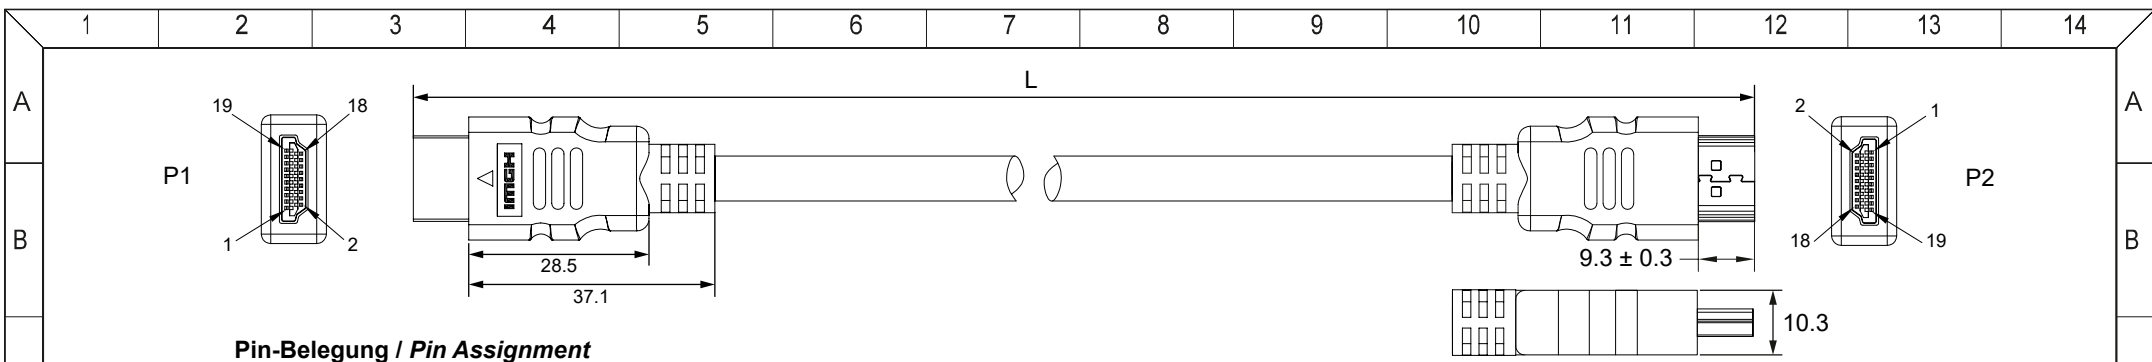 1 2 3 4 5 6 7 8 9 10 11 12 13 14
L
A A
19 18 2 1
P1 P2
HDMI
B B
1 2 18 19
28.5 9.3 ± 0.3
37.1
10.3
Pin-Belegung / Pin Assignment